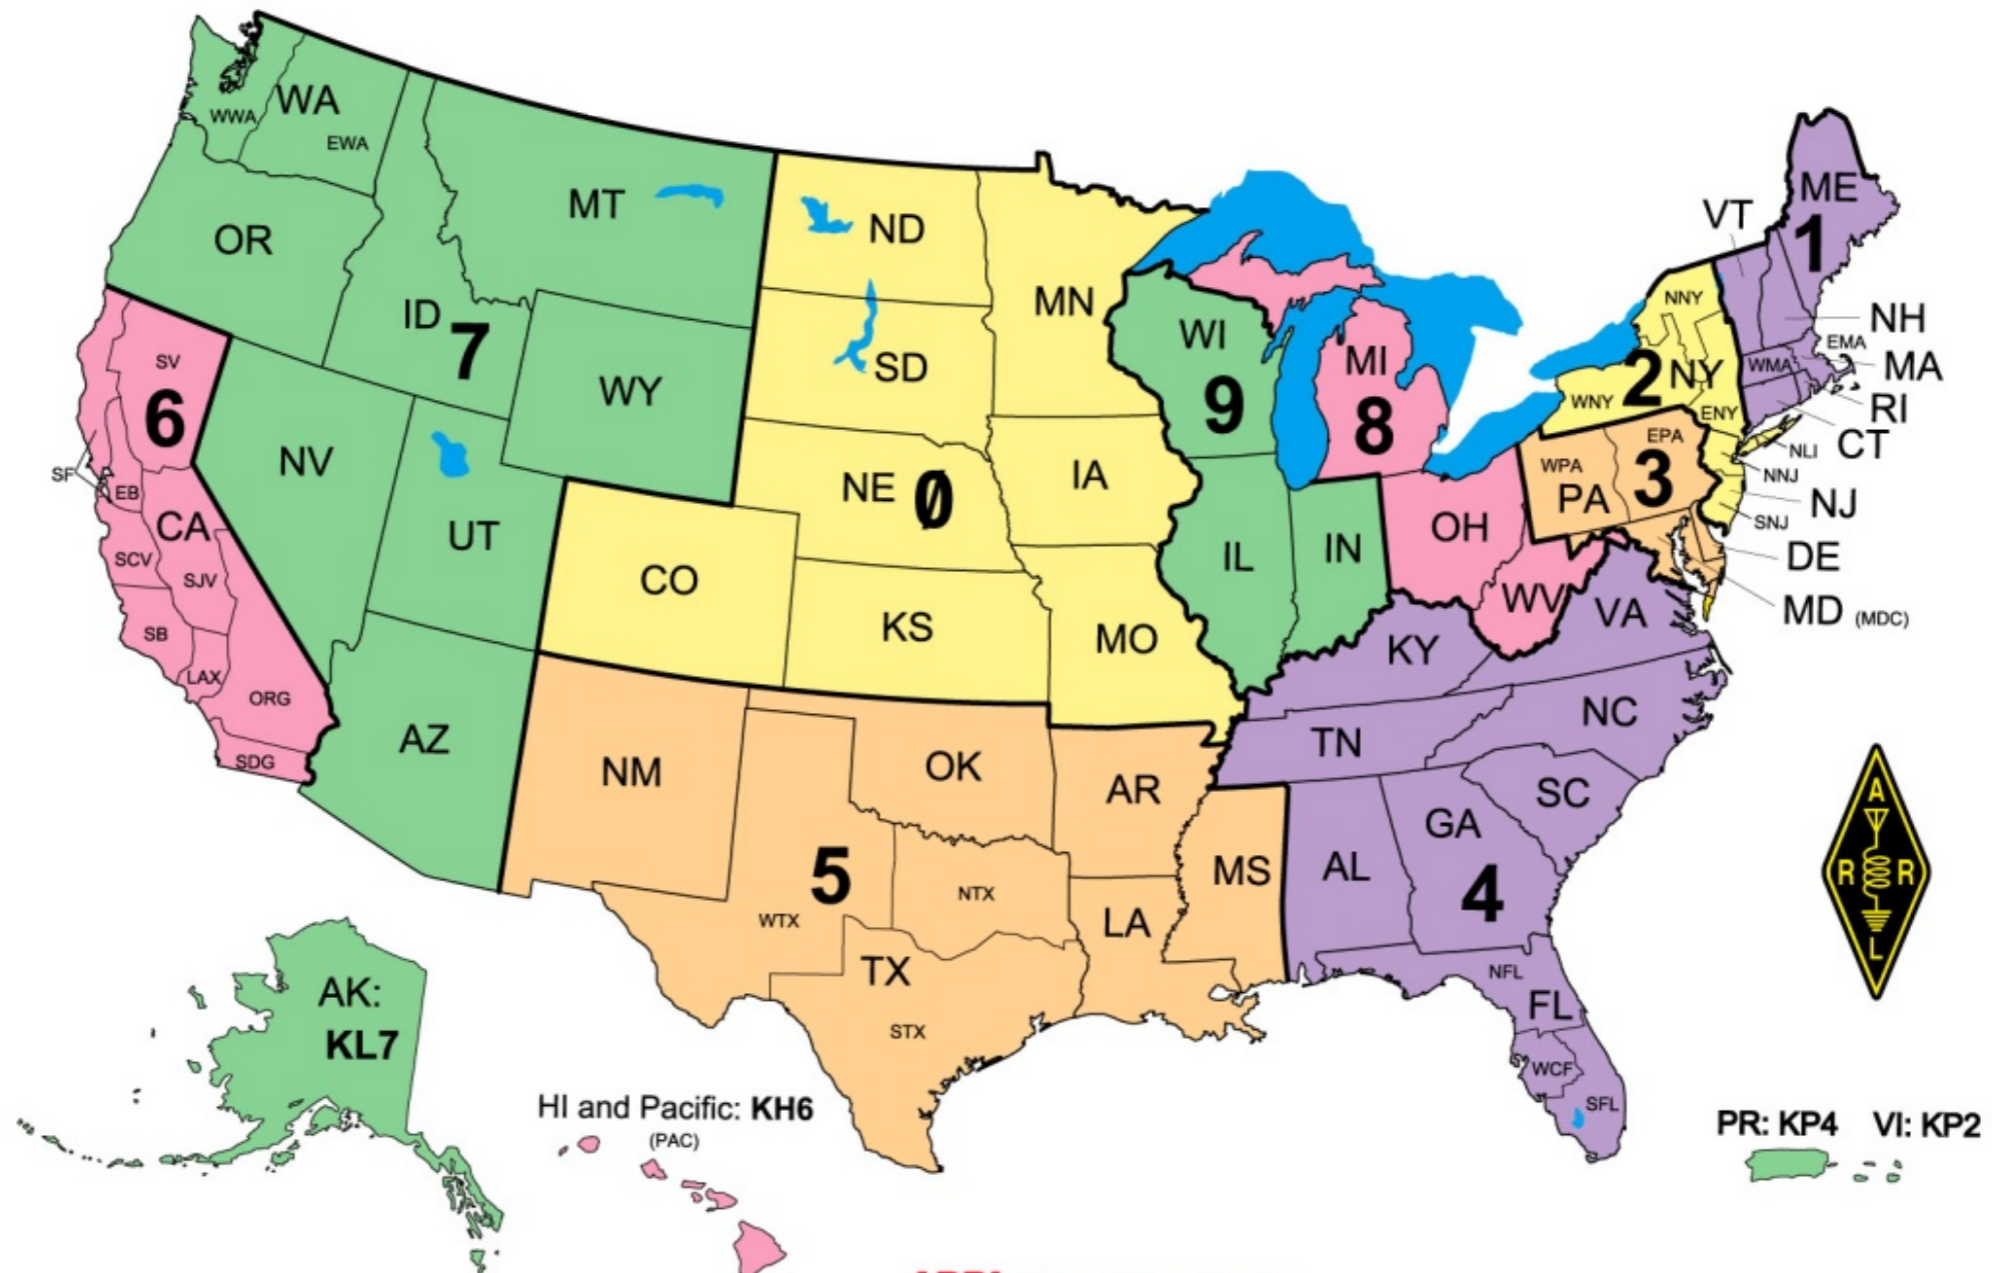 WA
WWA
EWA
OR
MT
ID
7
WY
NV
UT
AZ
SV
6
SF
EB
CA
SCV
SJV
SB
LAX
ORG
SDG
ND
MN
SD
NE
0
IA
CO
KS
MO
WI
9
MI
8
IL
IN
OH
WV
ME
1
VT
NH
EMA
WMA
MA
RI
CT
NNY
2
NY
WNY
ENY
NLI
NNJ
NJ
SNJ
EPA
WPA
3
PA
DE
MD (MDC)
VA
KY
NC
TN
SC
GA
AL
4
NFL
FL
WCF
SFL
NM
OK
AR
5
MS
NTX
WTX
LA
TX
STX
AK:
KL7
HI and Pacific: KH6
(PAC)
PR: KP4
VI: KP2
A
R R
L